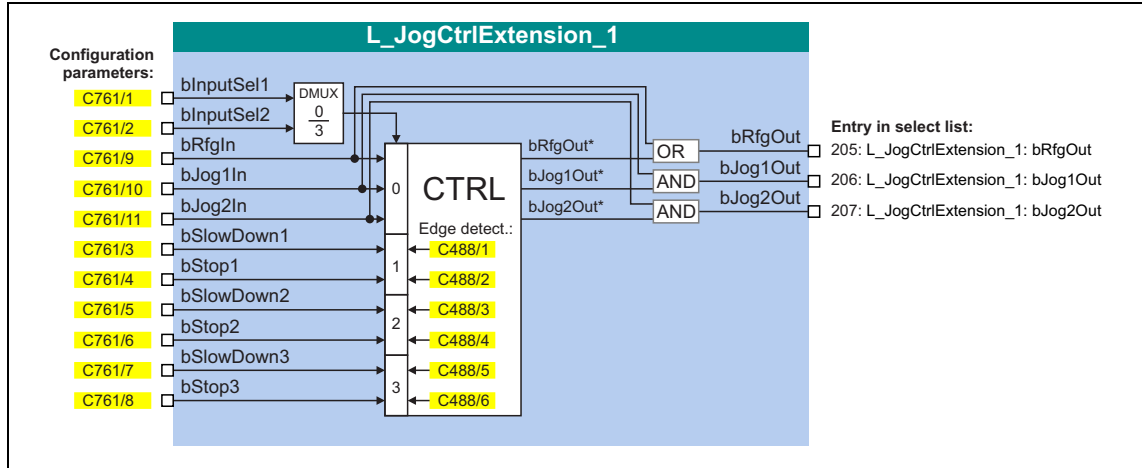 L_JogCtrlExtension_1
Configuration
parameters:
C761/1 bInputSel1 DMUX
C761/2 bInputSel2 0
3
C761/9 bRfgIn bRfgOut* OR bRfgOut Entry in select list:
205: L_JogCtrlExtension_1: bRfgOut
C761/10 bJog1In 0 CTRL bJog1Out* AND bJog1Out 206: L_JogCtrlExtension_1: bJog1Out
C761/11 bJog2In bJog2Out* AND bJog2Out 207: L_JogCtrlExtension_1: bJog2Out
Edge detect.:
C761/3 bSlowDown1 C488/1
1
C761/4 bStop1 C488/2
C761/5 bSlowDown2 C488/3
2
C761/6 bStop2 C488/4
C761/7 bSlowDown3 C488/5
3
C761/8 bStop3 C488/6